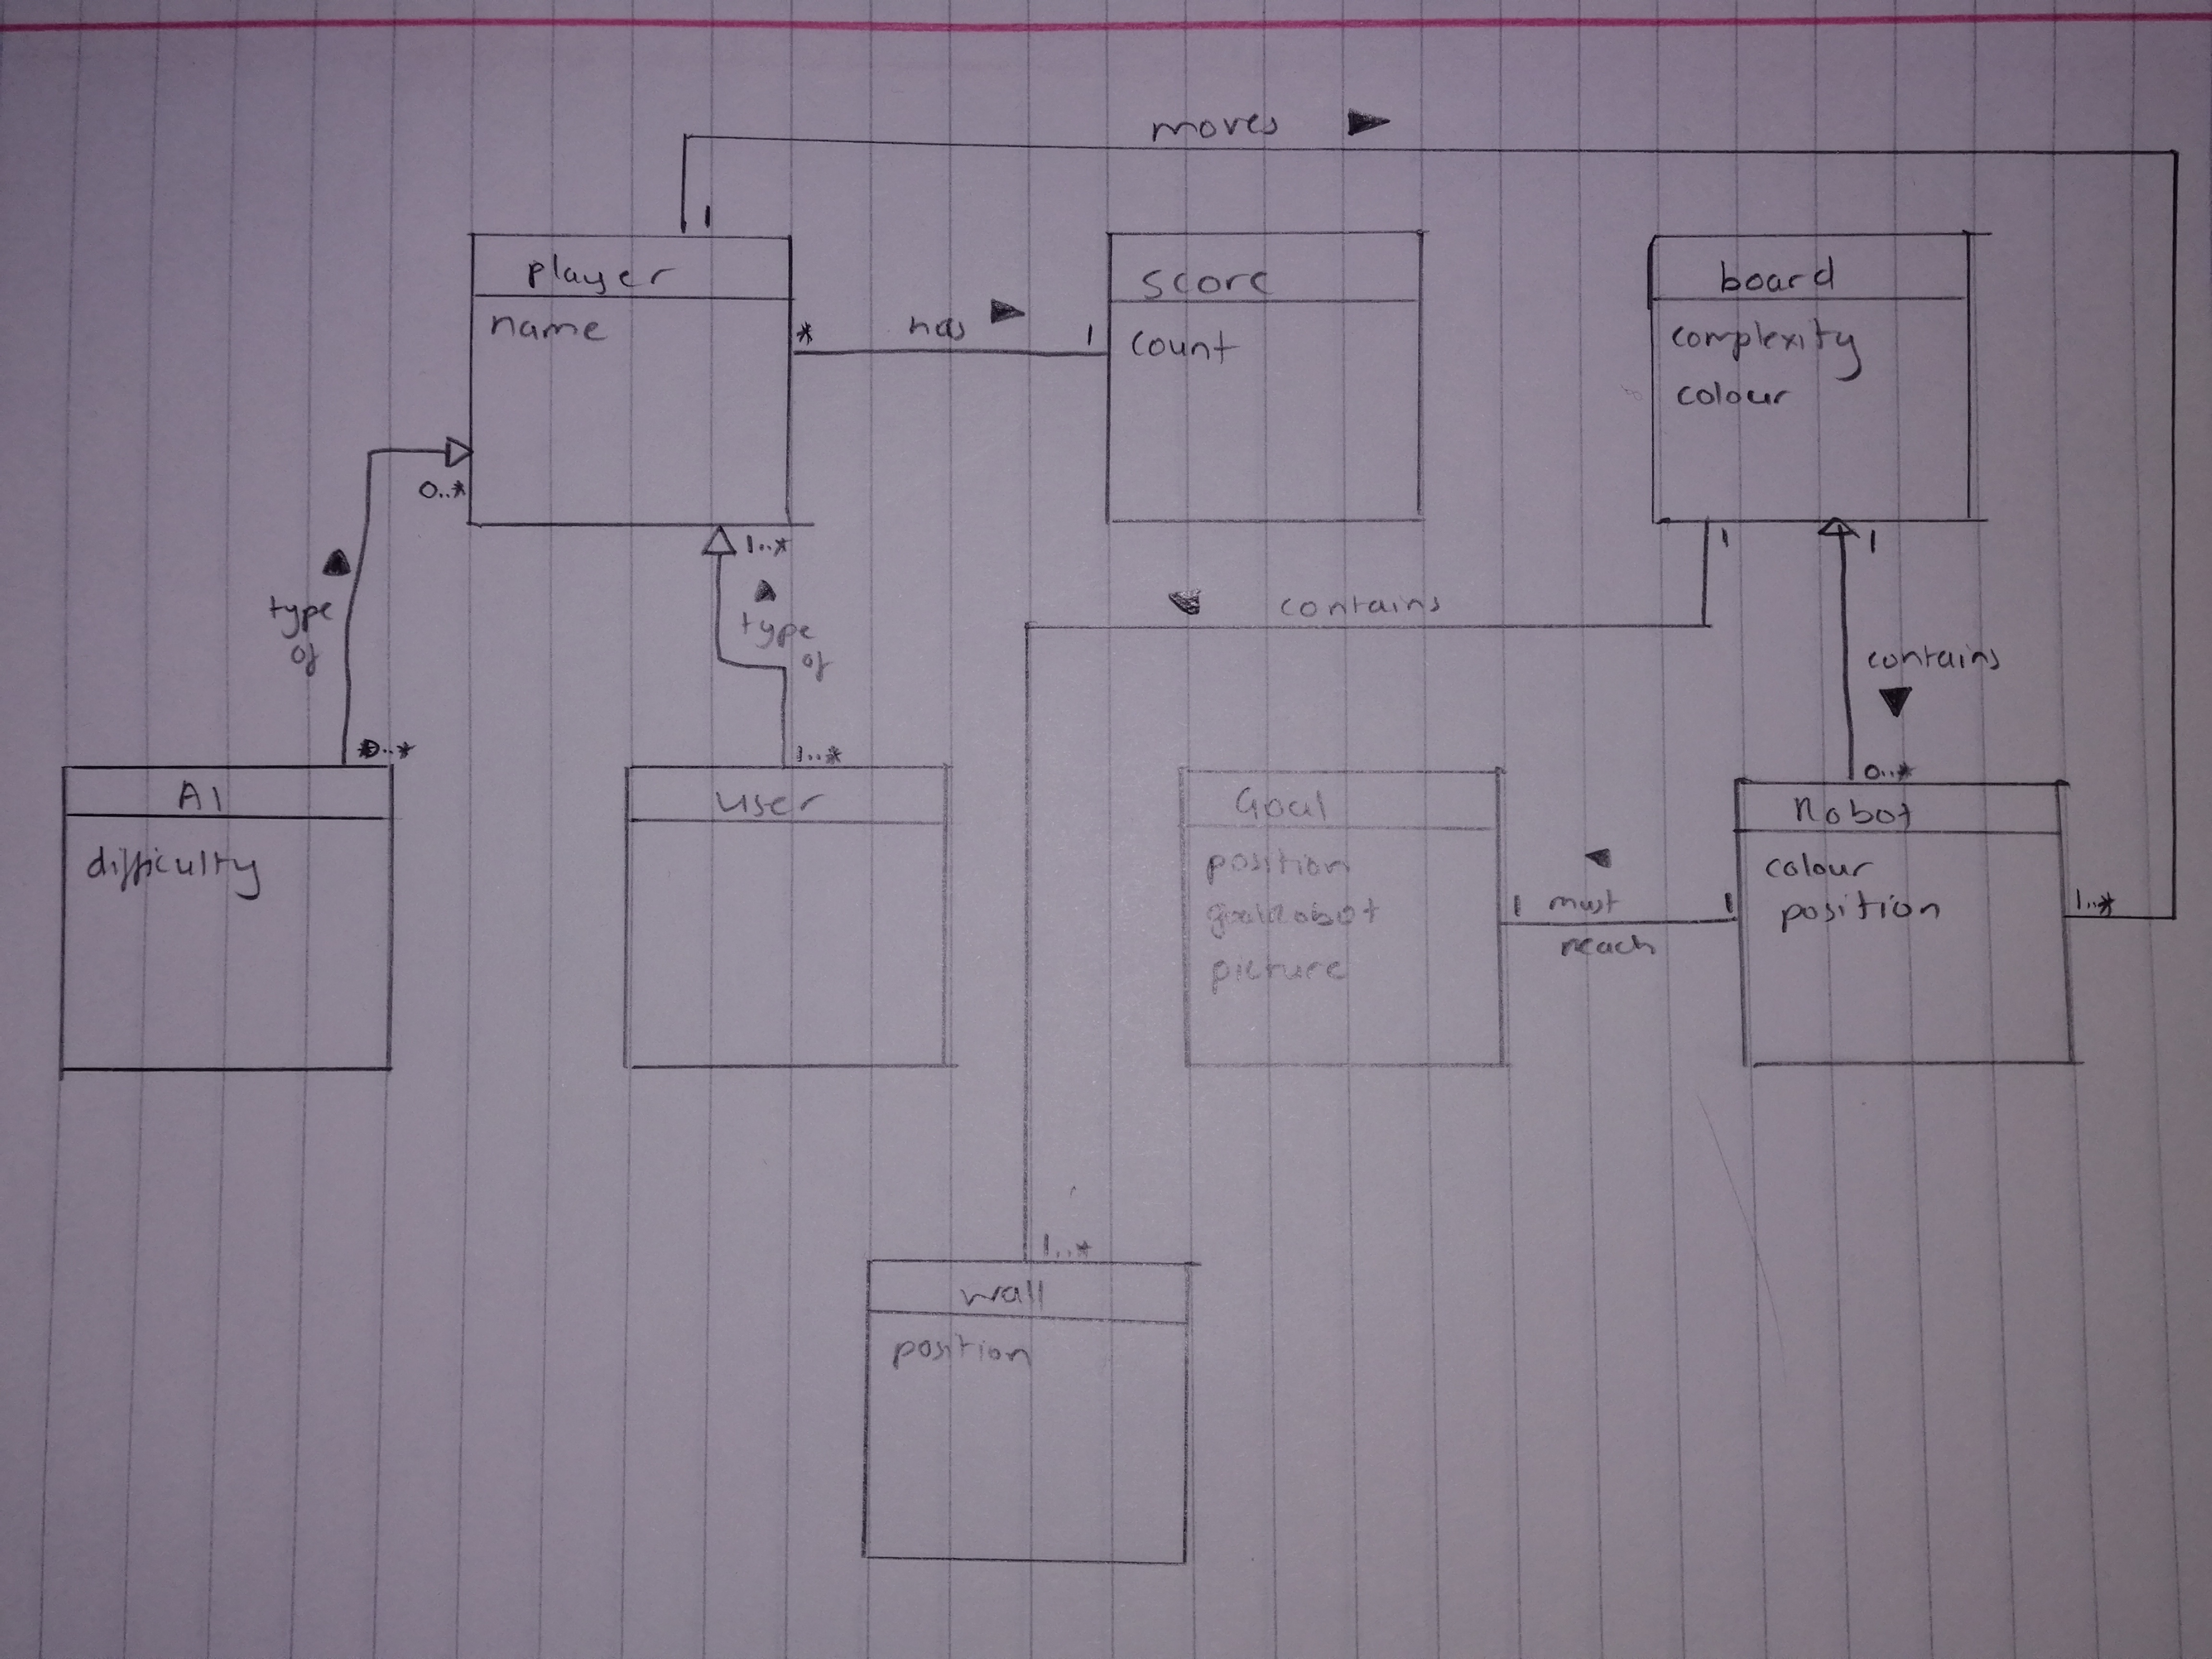 moves
1
player
score
board
name
* has 1
count
complexity
colour
0..*
1..*
1
1
type
of
type
of
contains
contains
0..*
1..*
0..*
AI
user
Goal
Robot
difficulty
position
goalRobot
picture
colour
position
1 must 1
reach
1..*
1..*
wall
position